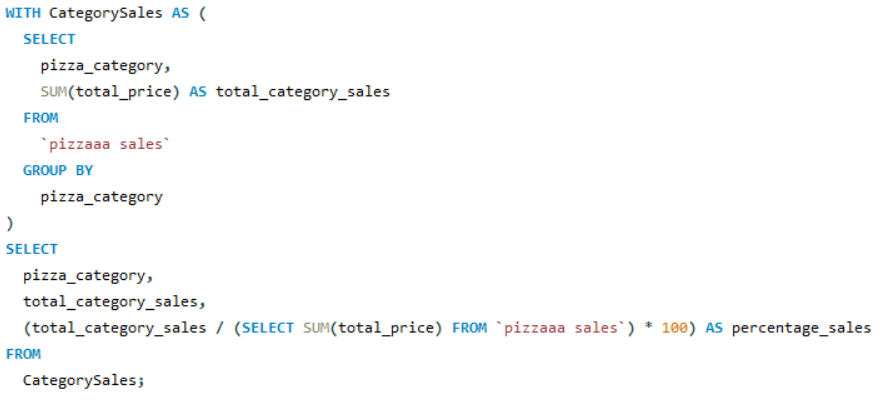 WITH CategorySales AS (
  SELECT
    pizza_category,
    SUM(total_price) AS total_category_sales
  FROM
    `pizzaaa sales`
  GROUP BY
    pizza_category
)
SELECT
  pizza_category,
  total_category_sales,
  (total_category_sales / (SELECT SUM(total_price) FROM `pizzaaa sales`) * 100) AS percentage_sales
FROM
  CategorySales;